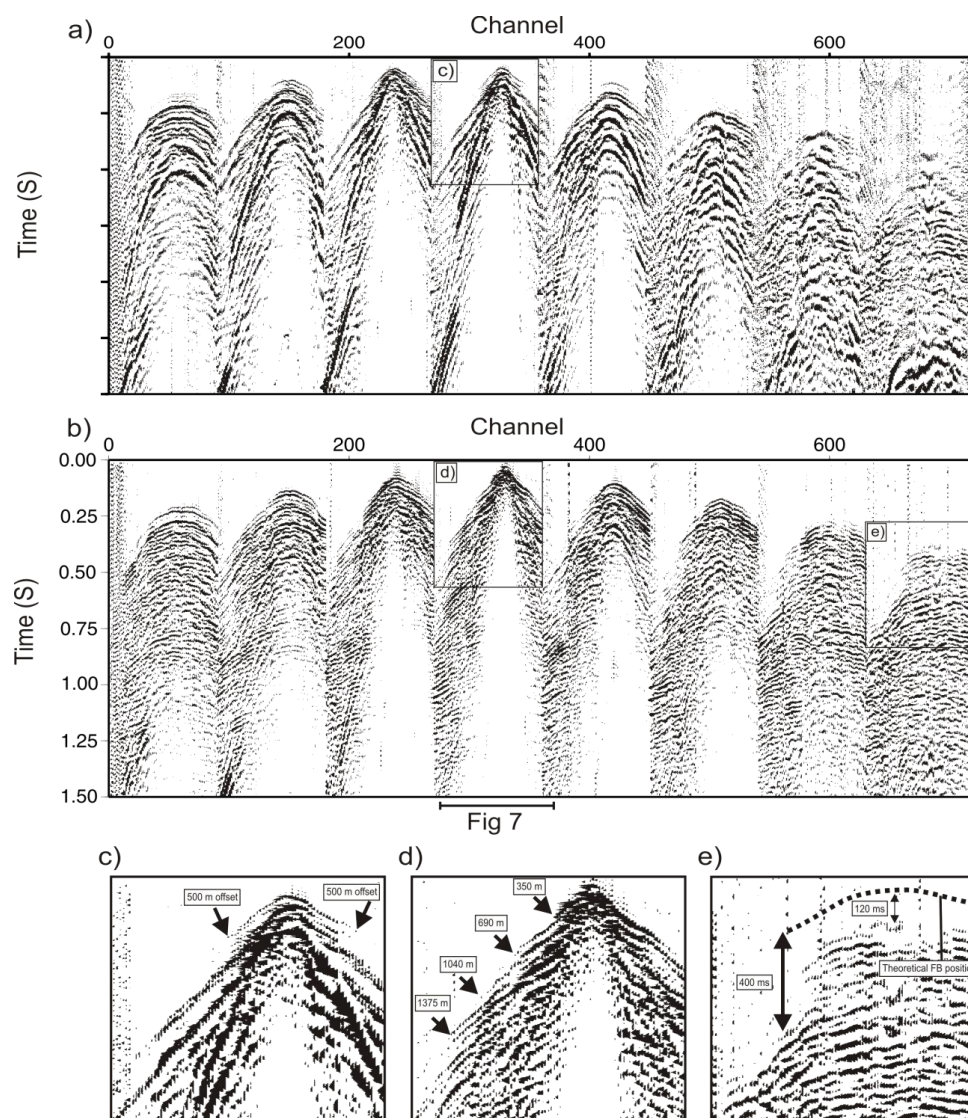 a)
Channel
0 200 400 600
c)
Time (S)
b)
Channel
0 200 400 600
0.00
0.25
0.50
0.75
1.00
1.25
1.50
d)
e)
Time (S)
Fig 7
c)
500 m offset
500 m offset
d)
350 m
690 m
1040 m
1375 m
e)
120 ms
400 ms
Theoretical FB positio